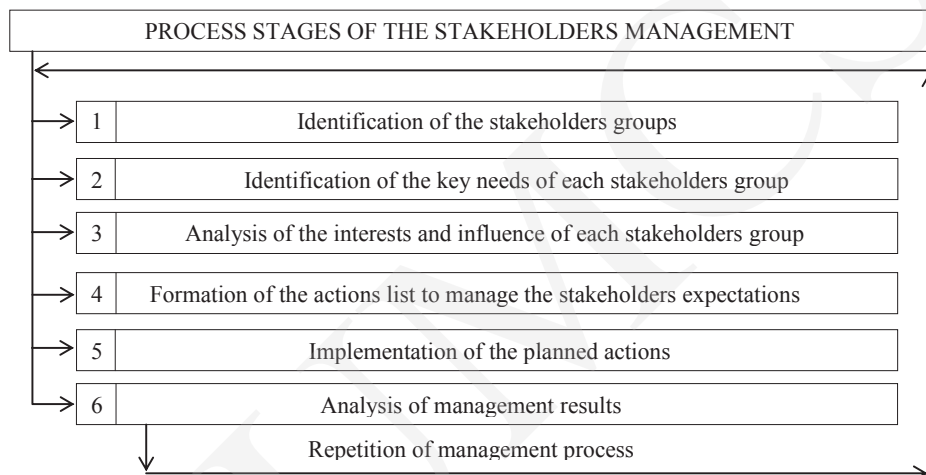 PROCESS STAGES OF THE STAKEHOLDERS MANAGEMENT
1 Identification of the stakeholders groups
2 Identification of the key needs of each stakeholders group
3 Analysis of the interests and influence of each stakeholders group
4 Formation of the actions list to manage the stakeholders expectations
5 Implementation of the planned actions
6 Analysis of management results
Repetition of management process
UMCS